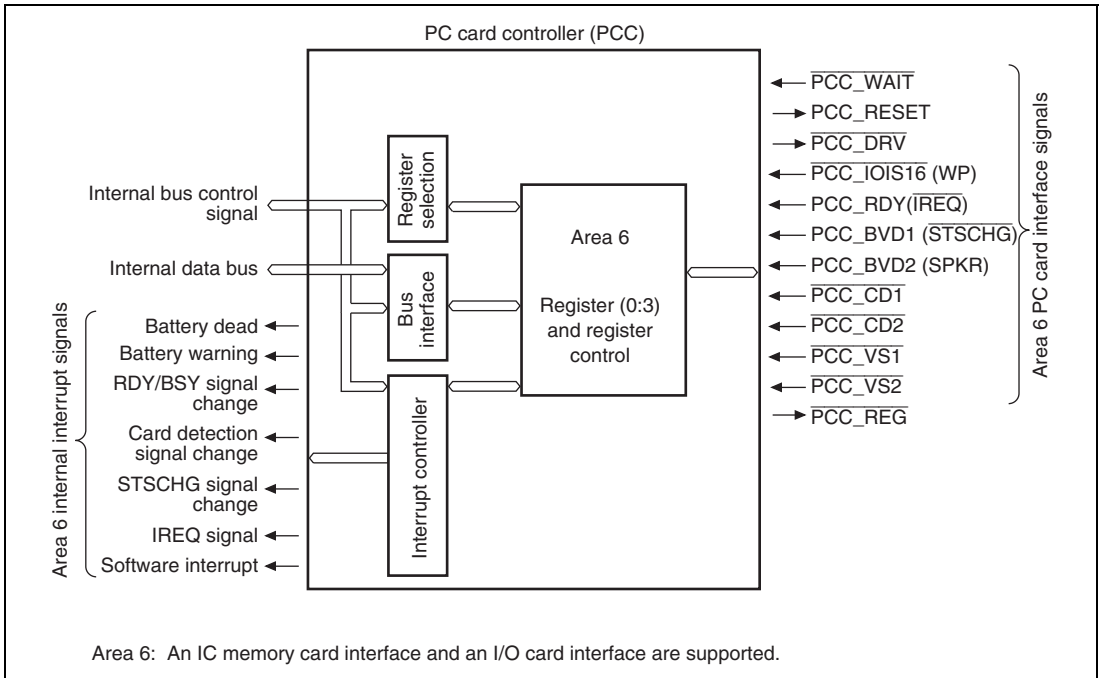 PC card controller (PCC)
Internal bus control
signal
Internal data bus
Area 6 internal interrupt signals
Battery dead
Battery warning
RDY/BSY signal
change
Card detection
signal change
STSCHG signal
change
IREQ signal
Software interrupt
Register
selection
Bus
interface
Interrupt controller
Area 6
Register (0:3)
and register
control
PCC_WAIT
PCC_RESET
PCC_DRV
PCC_IOIS16 (WP)
PCC_RDY(IREQ)
PCC_BVD1 (STSCHG)
PCC_BVD2 (SPKR)
PCC_CD1
PCC_CD2
PCC_VS1
PCC_VS2
PCC_REG
Area 6 PC card interface signals
Area 6: An IC memory card interface and an I/O card interface are supported.